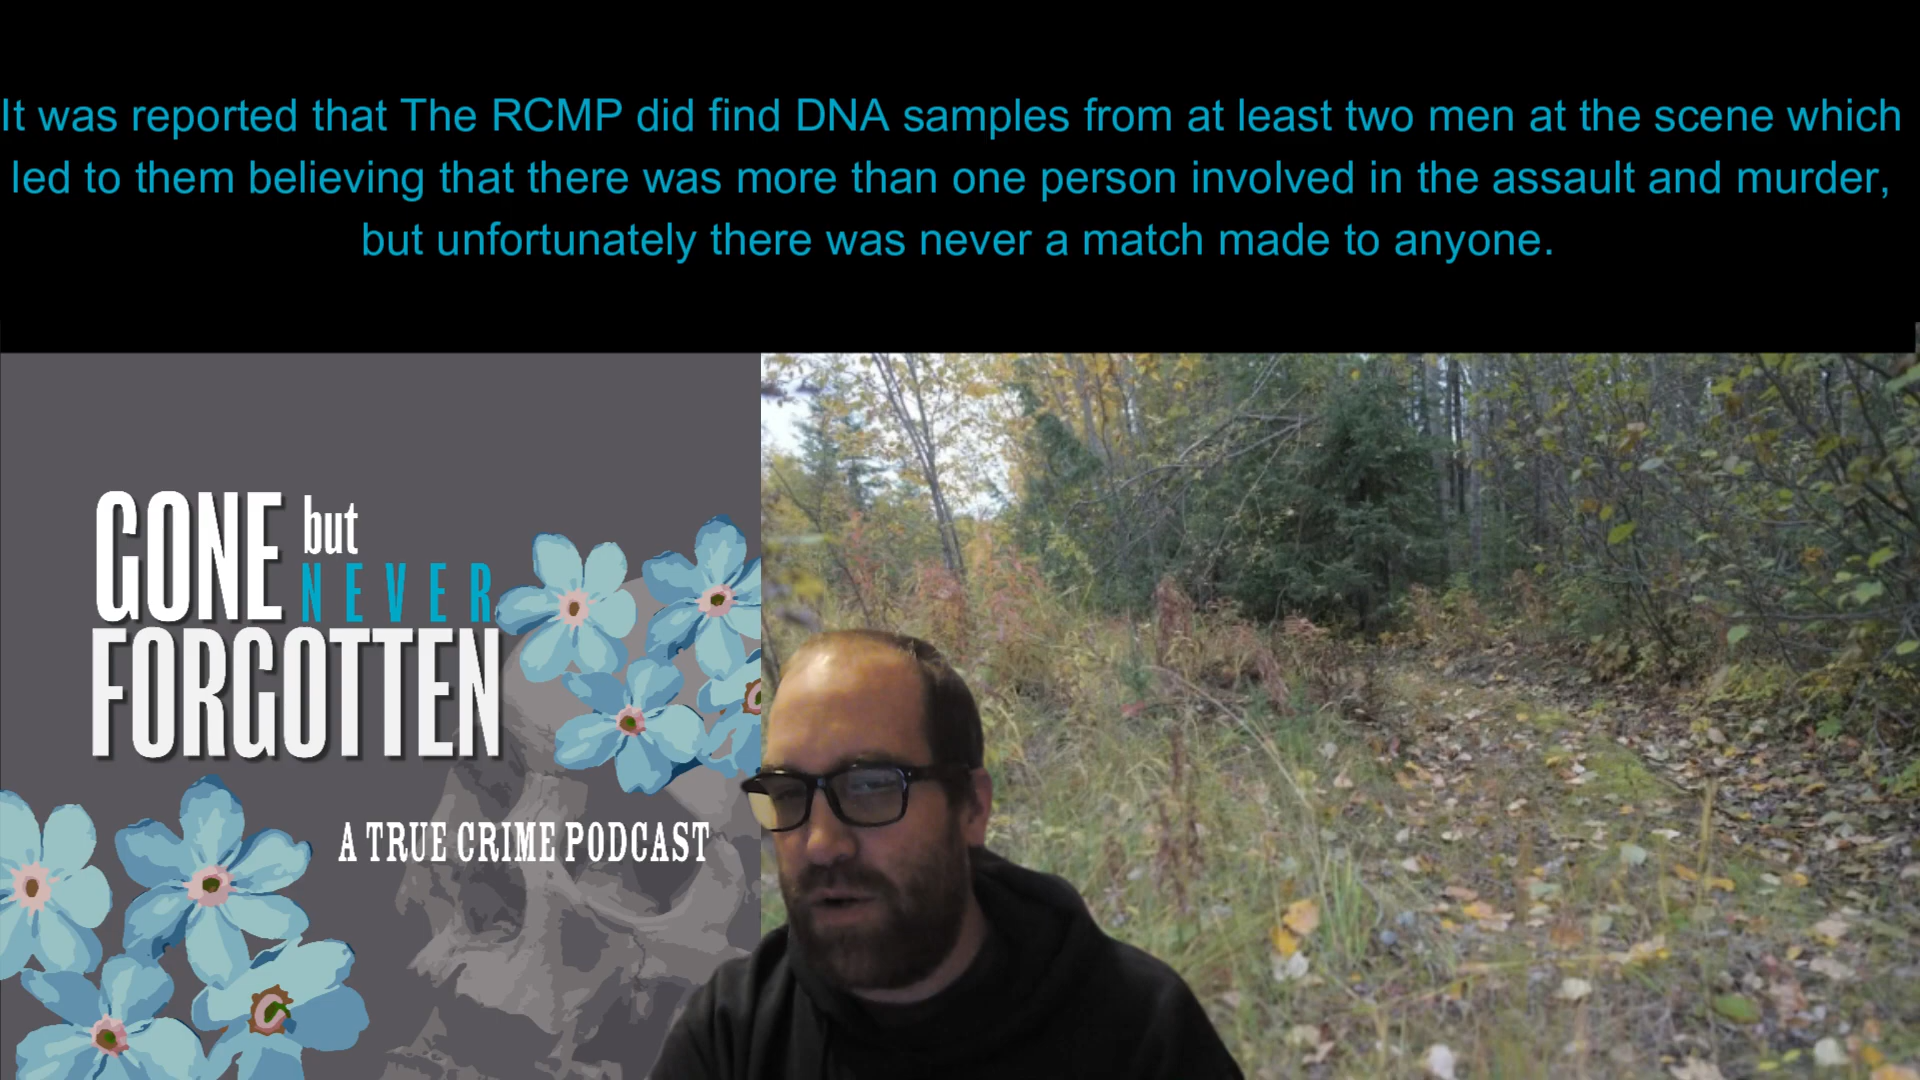 It was reported that The RCMP did find DNA samples from at least two men at the scene which
led to them believing that there was more than one person involved in the assault and murder,
but unfortunately there was never a match made to anyone.
GONE but
NEVER
FORGOTTEN
A TRUE CRIME PODCAST